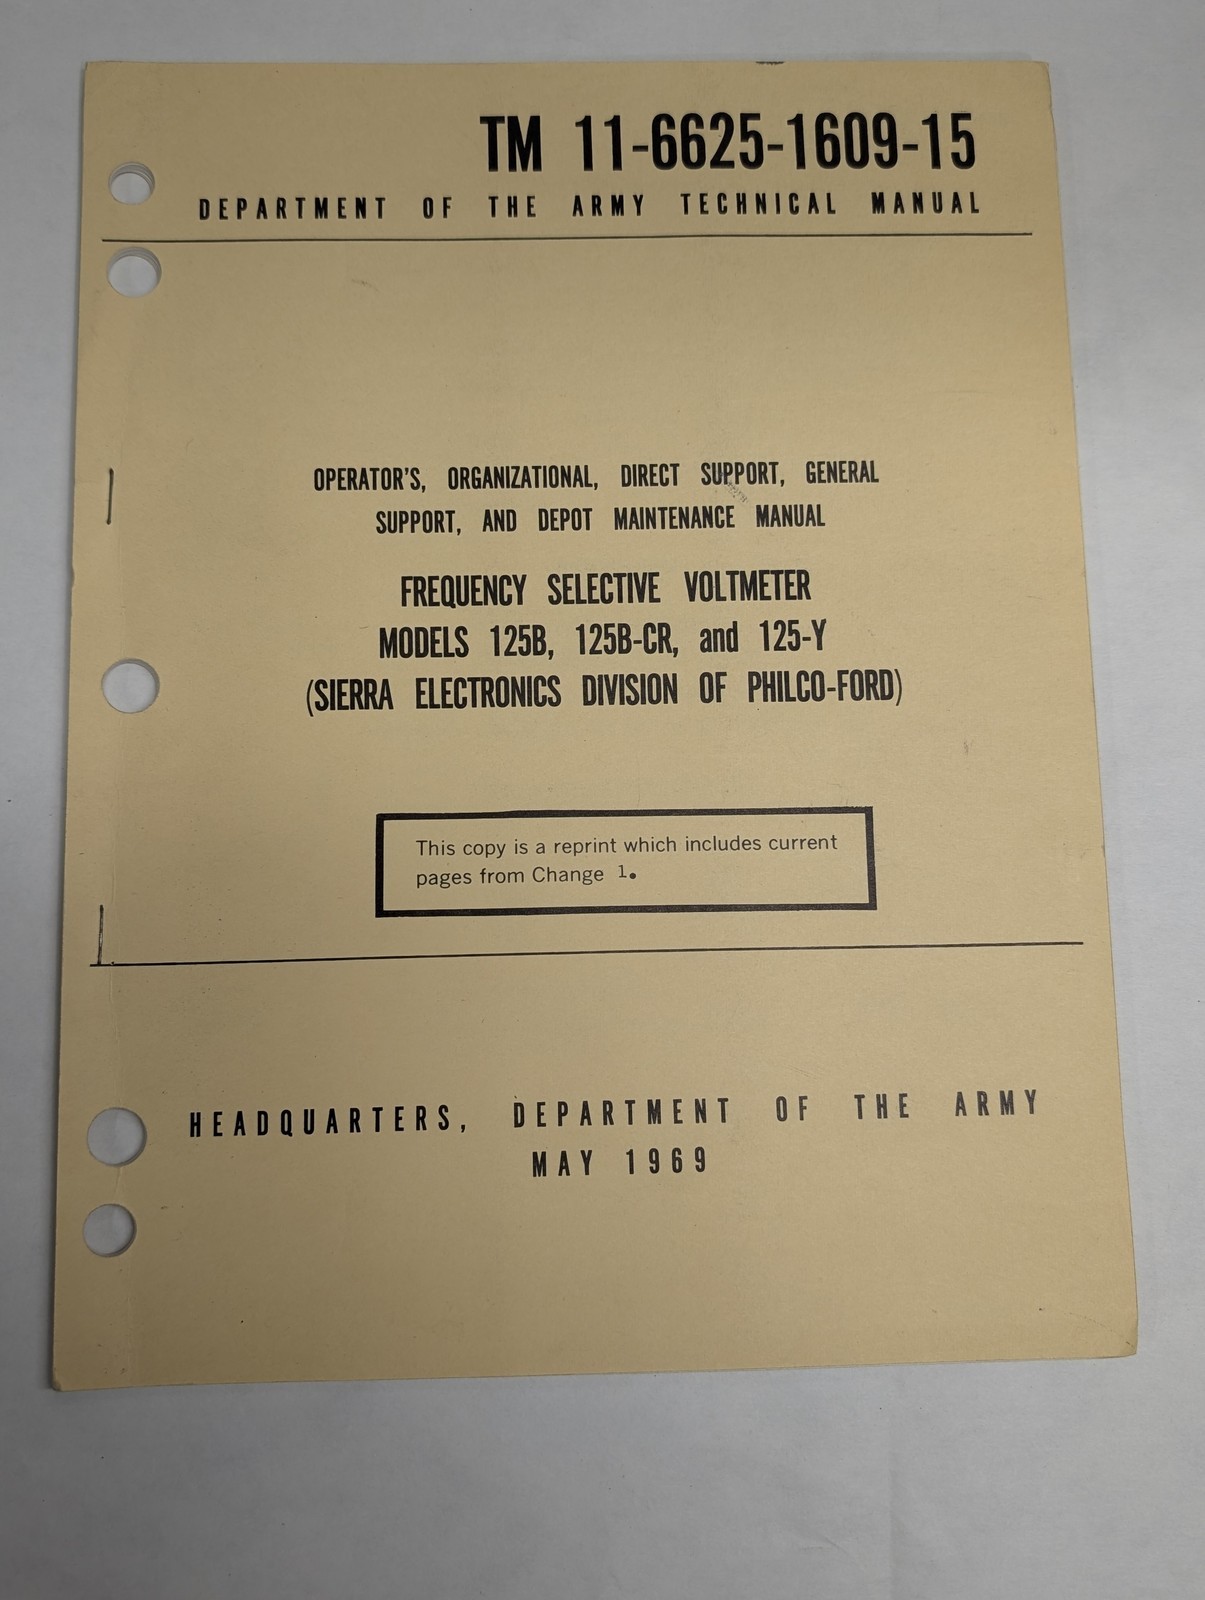 TM 11-6625-1609-15
DEPARTMENT OF THE ARMY TECHNICAL MANUAL
OPERATOR'S, ORGANIZATIONAL, DIRECT SUPPORT, GENERAL
SUPPORT, AND DEPOT MAINTENANCE MANUAL
FREQUENCY SELECTIVE VOLTMETER
MODELS 125B, 125B-CR, and 125-Y
(SIERRA ELECTRONICS DIVISION OF PHILCO-FORD)
This copy is a reprint which includes current
pages from Change 1.
HEADQUARTERS, DEPARTMENT OF THE ARMY
MAY 1969